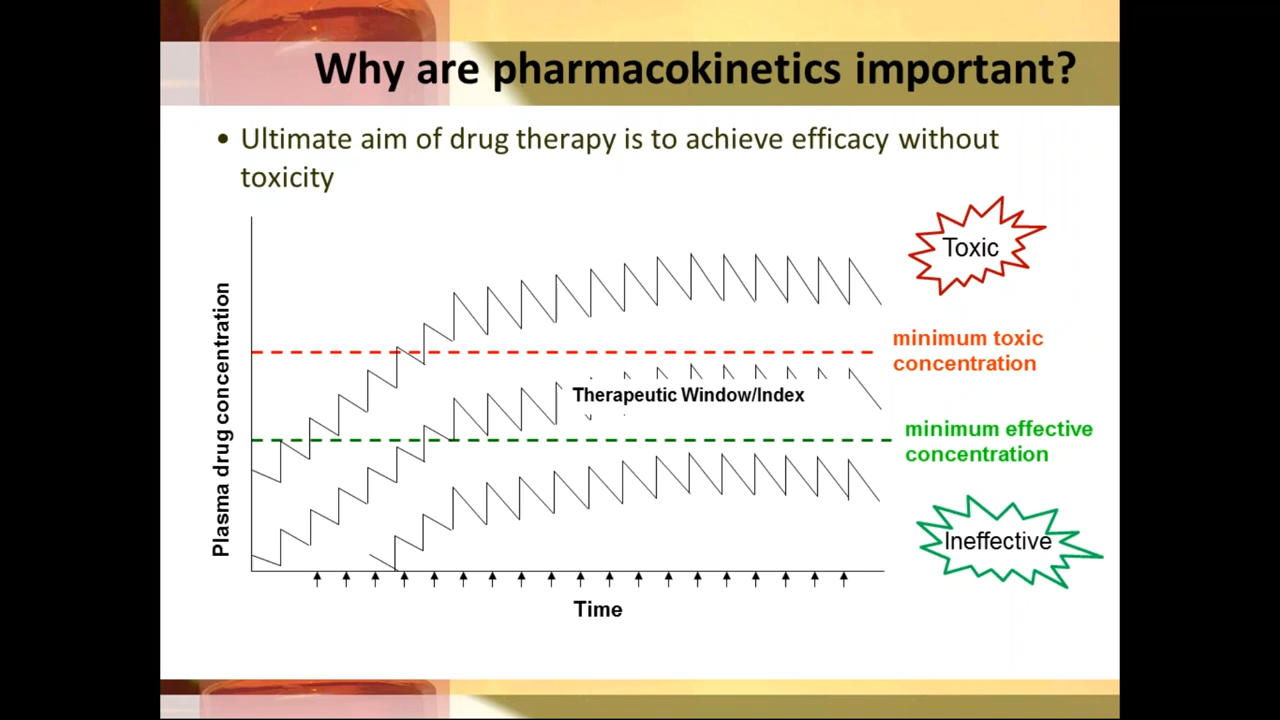 Why are pharmacokinetics important?
• Ultimate aim of drug therapy is to achieve efficacy without
toxicity
Toxic
Plasma drug concentration
minimum toxic
concentration
Therapeutic Window/Index
minimum effective
concentration
Ineffective
Time